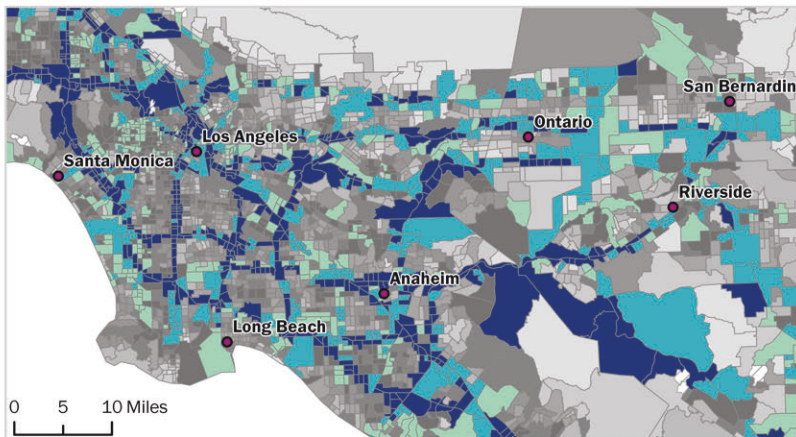 San Bernardin
Ontario
Los Angeles
Santa Monica
Riverside
Anaheim
Long Beach
0 5 10 Miles